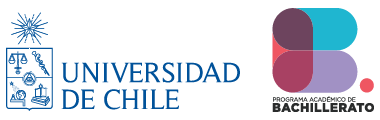 UNIVERSIDAD
DE CHILE
PROGRAMA ACADÉMICO DE
BACHILLERATO